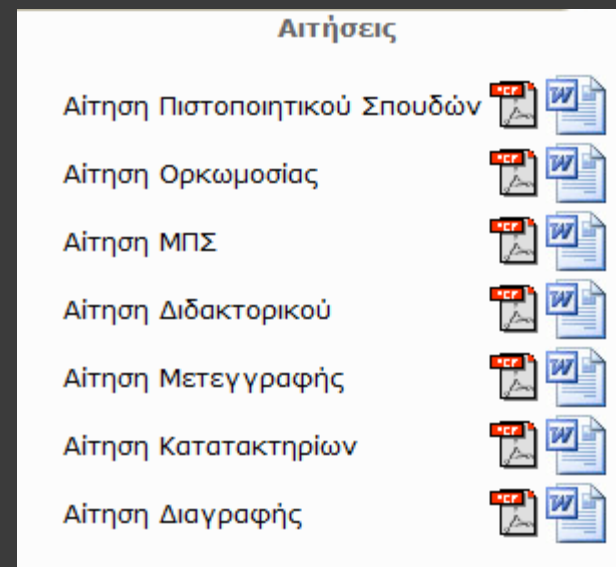 Αιτήσεις
Αίτηση Πιστοποιητικού Σπουδών
Αίτηση Ορκωμοσίας
Αίτηση ΜΠΣ
Αίτηση Διδακτορικού
Αίτηση Μετεγγραφής
Αίτηση Κατατακτηρίων
Αίτηση Διαγραφής